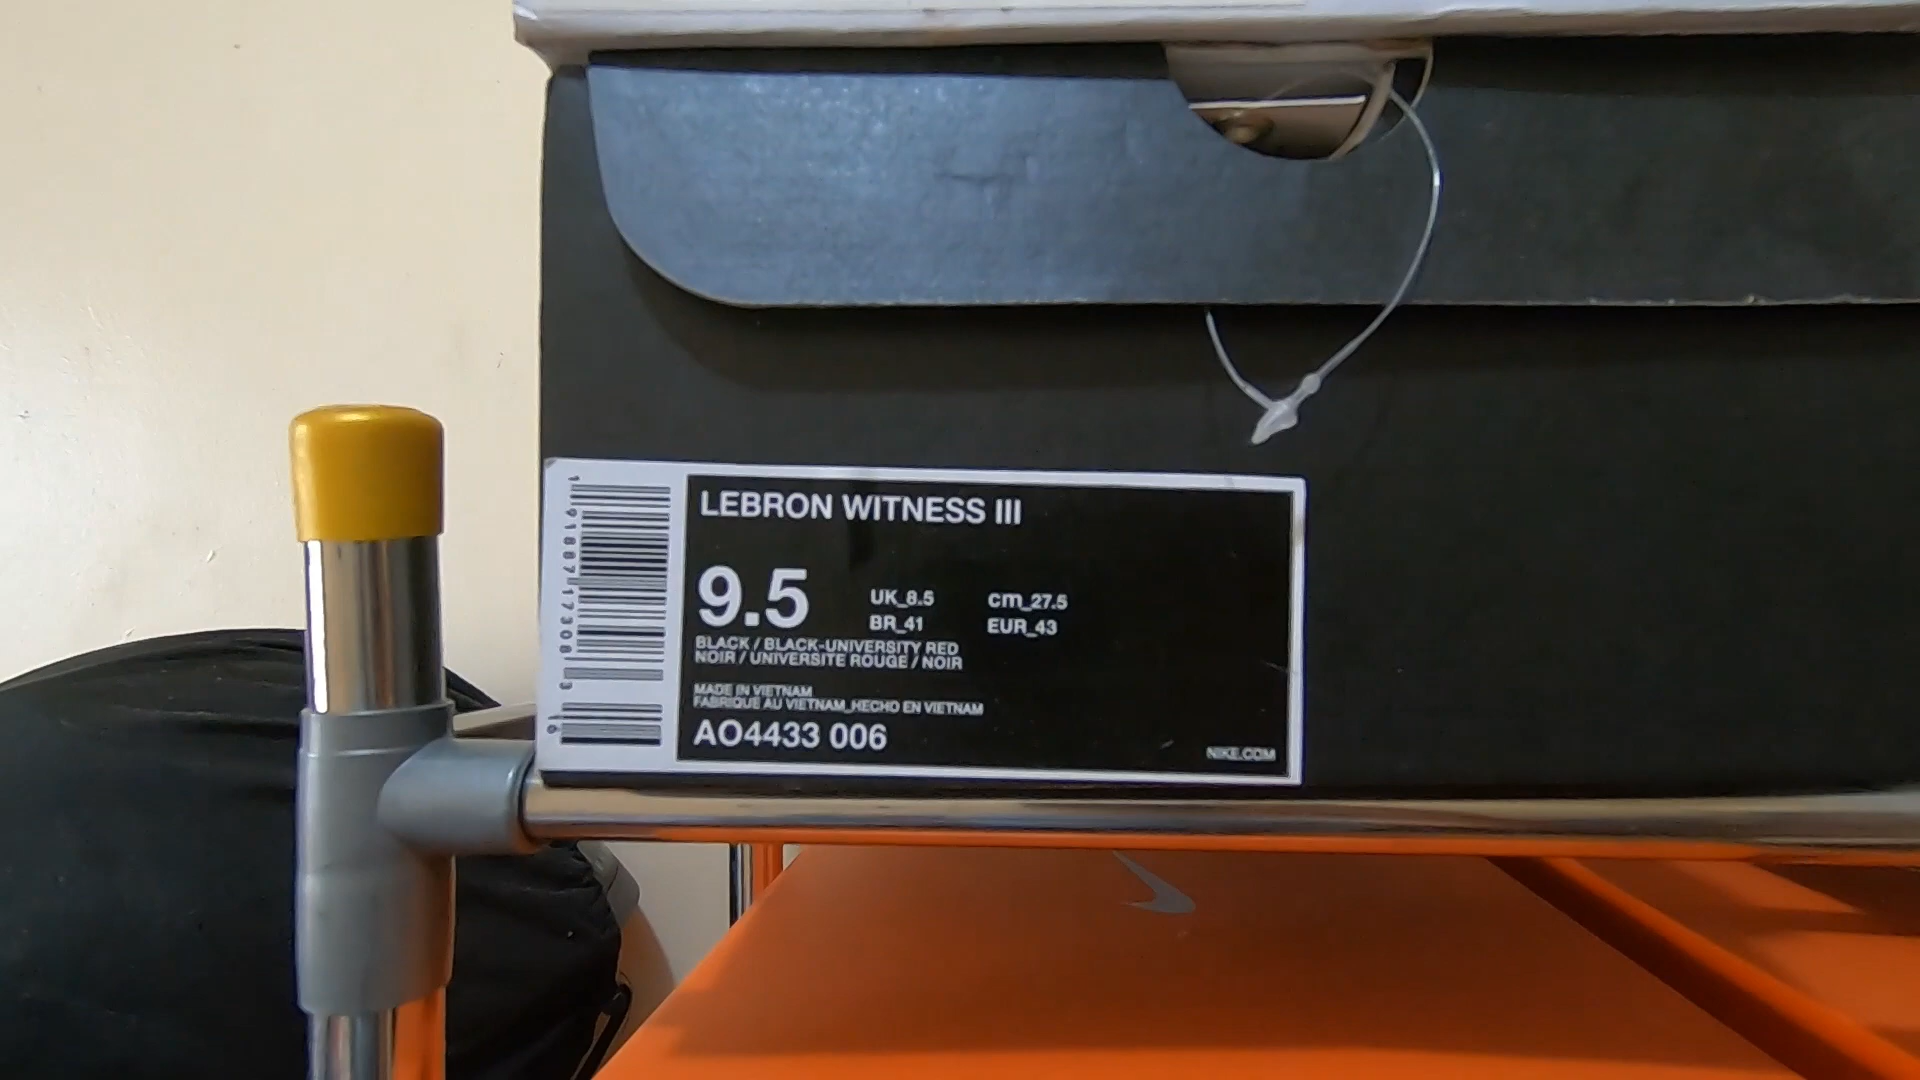 LEBRON WITNESS III
9.5
UK_8.5 cm_27.5
BR_41 EUR_43
BLACK / BLACK-UNIVERSITY RED
NOIR / UNIVERSITE ROUGE / NOIR
MADE IN VIETNAM
FABRIQUE AU VIETNAM_HECHO EN VIETNAM
AO4433 006
NIKE.COM